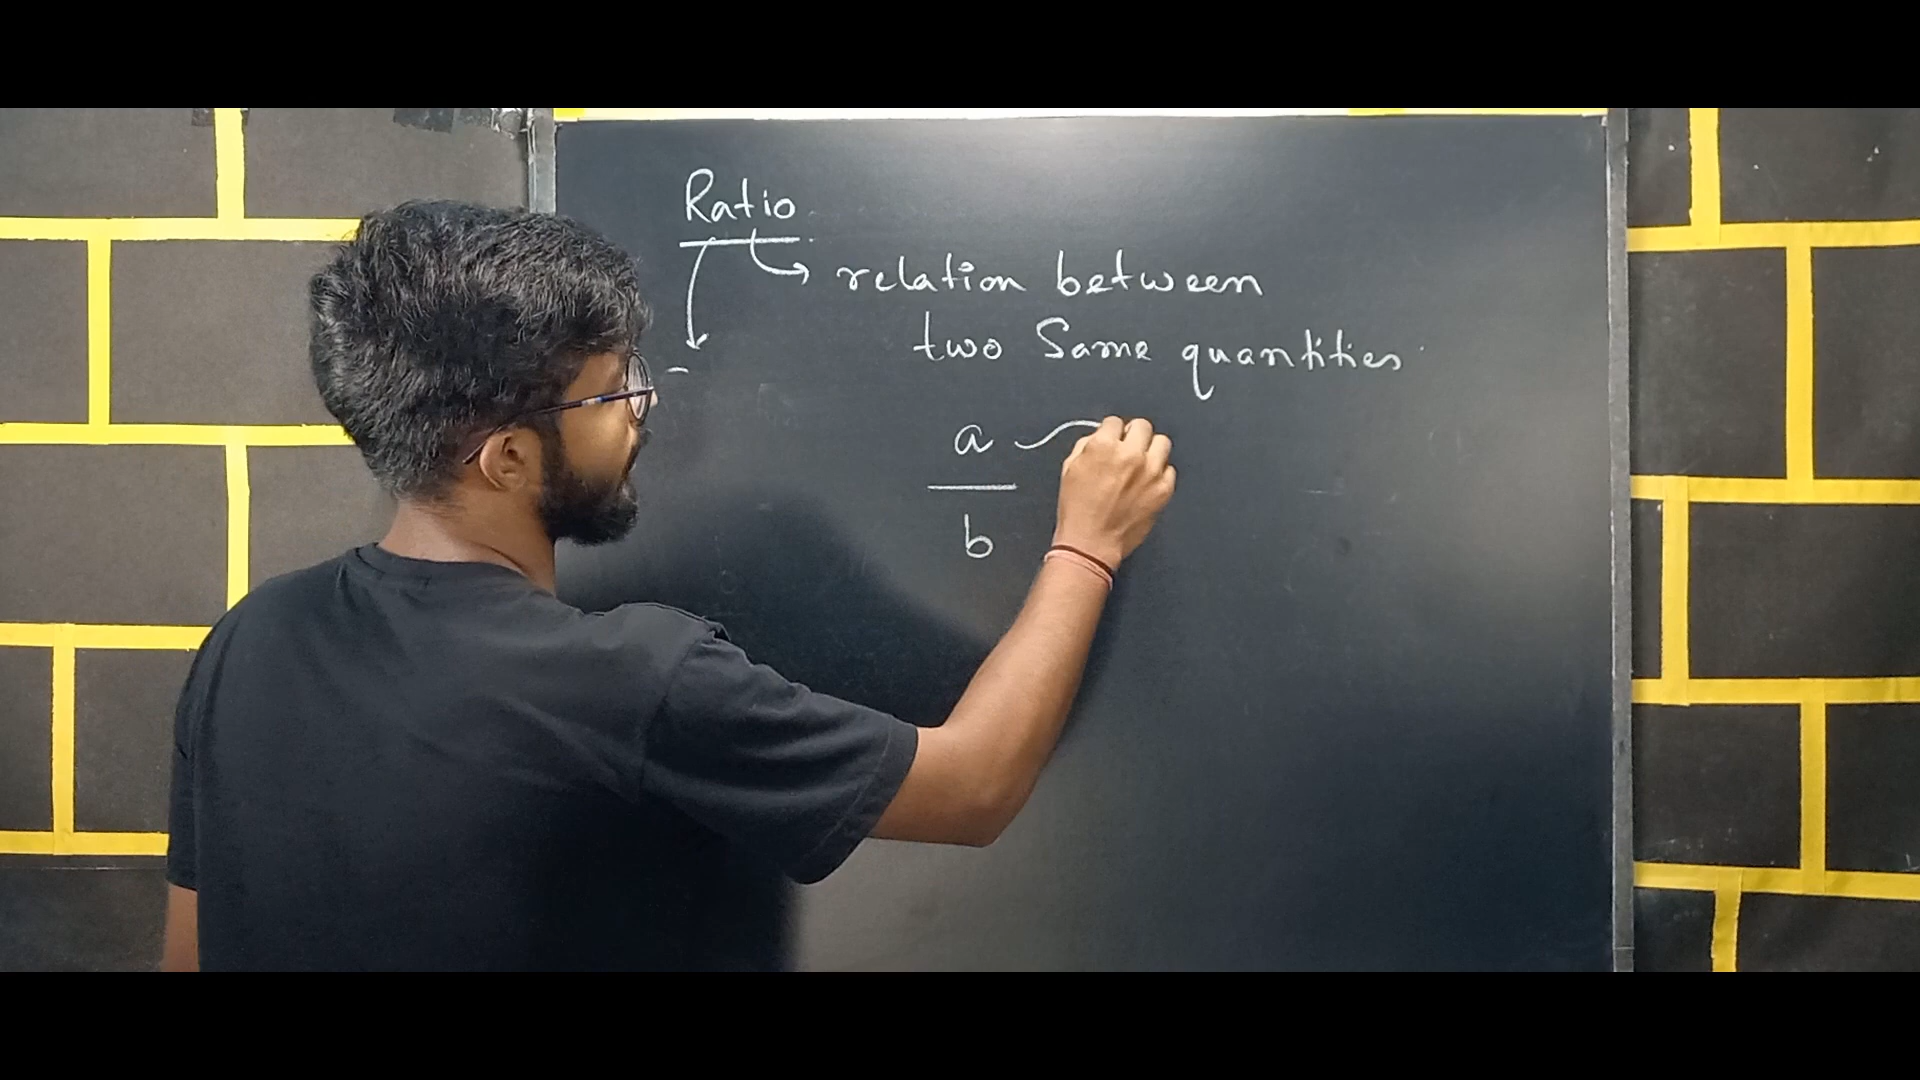 Ratio
relation between
two Same quantities
a
b